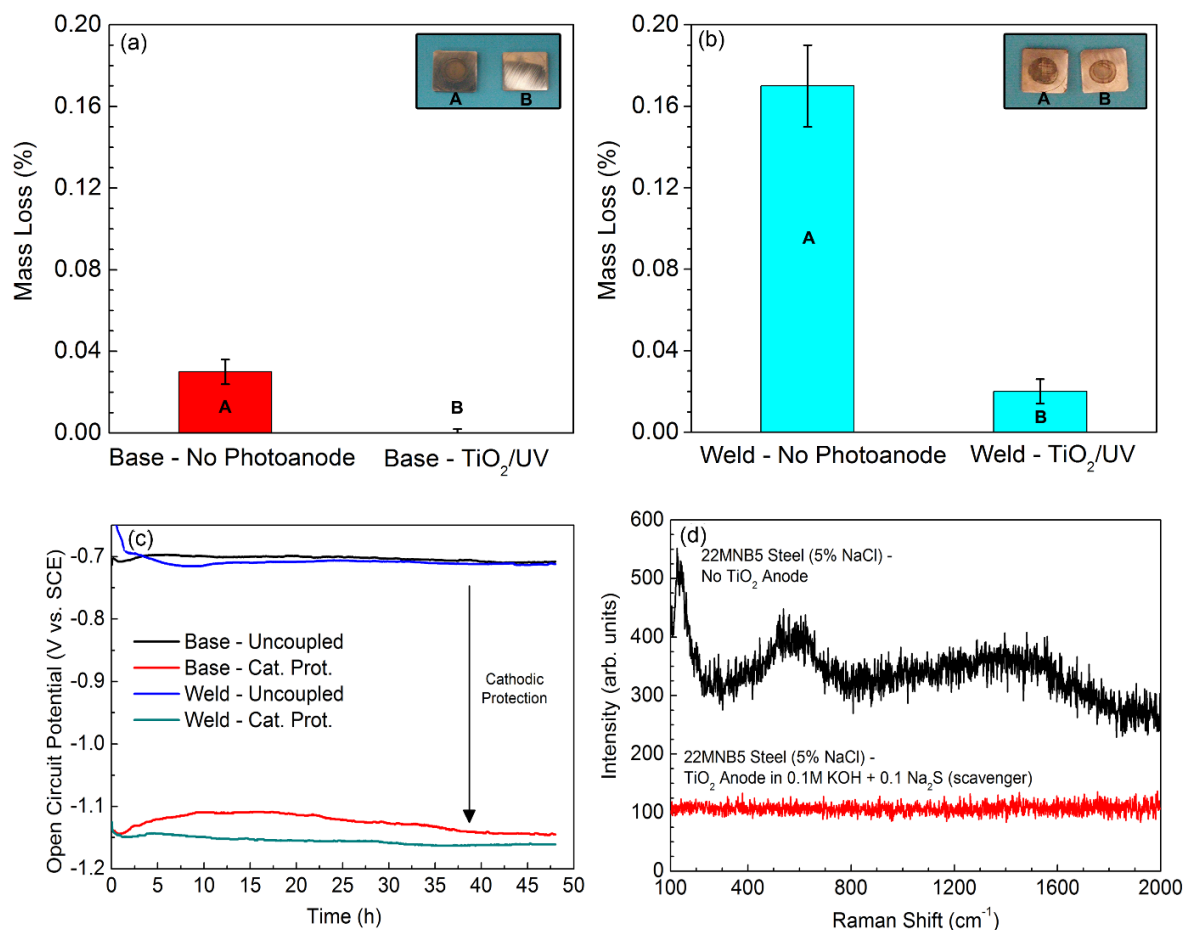 (a)
0.20
0.16
0.12
0.08
0.04
0.00
Mass Loss (%)
A B
A
B
Base - No Photoanode
Base - TiO₂/UV
(b)
0.20
0.16
0.12
0.08
0.04
0.00
Mass Loss (%)
A B
A
B
Weld - No Photoanode
Weld - TiO₂/UV
(c)
-0.7
-0.8
-0.9
-1.0
-1.1
-1.2
Open Circuit Potential (V vs. SCE)
Base - Uncoupled
Base - Cat. Prot.
Weld - Uncoupled
Weld - Cat. Prot.
Cathodic
Protection
0 5 10 15 20 25 30 35 40 45 50
Time (h)
(d)
600
525
450
375
300
225
150
75
0
Intensity (arb. units)
22MNB5 Steel (5% NaCl) -
No TiO₂ Anode
22MNB5 Steel (5% NaCl) -
TiO₂ Anode in 0.1M KOH + 0.1 Na₂S (scavenger)
100 400 800 1200 1600 2000
Raman Shift (cm⁻¹)